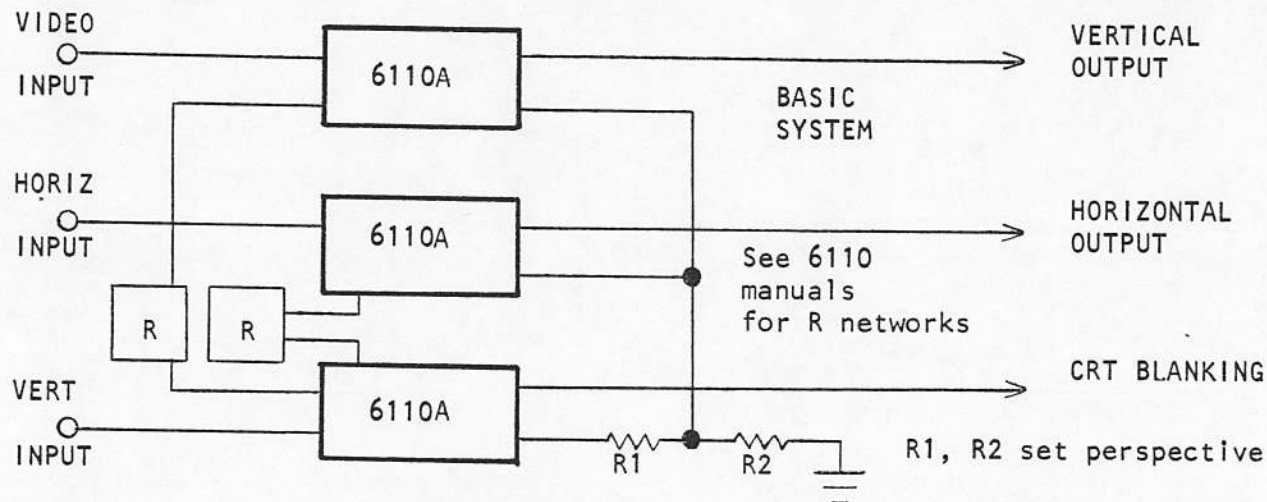 VIDEO
INPUT
6110A
VERTICAL
OUTPUT
BASIC
SYSTEM
HORIZ
INPUT
6110A
HORIZONTAL
OUTPUT
See 6110
manuals
for R networks
R
R
VERT
INPUT
6110A
CRT BLANKING
R1
R2
R1, R2 set perspective